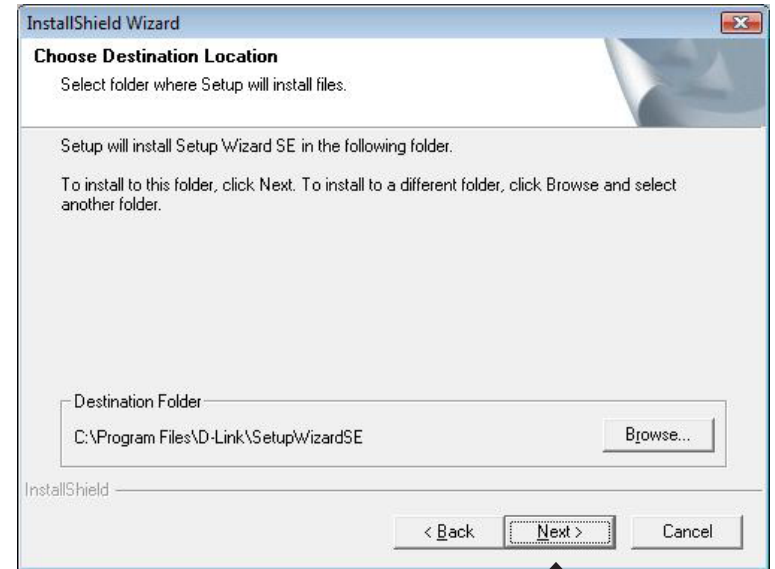 InstallShield Wizard
Choose Destination Location
Select folder where Setup will install files.
Setup will install Setup Wizard SE in the following folder.
To install to this folder, click Next. To install to a different folder, click Browse and select
another folder.
Destination Folder
C:\Program Files\D-Link\SetupWizardSE
Browse...
InstallShield
< Back
Next >
Cancel